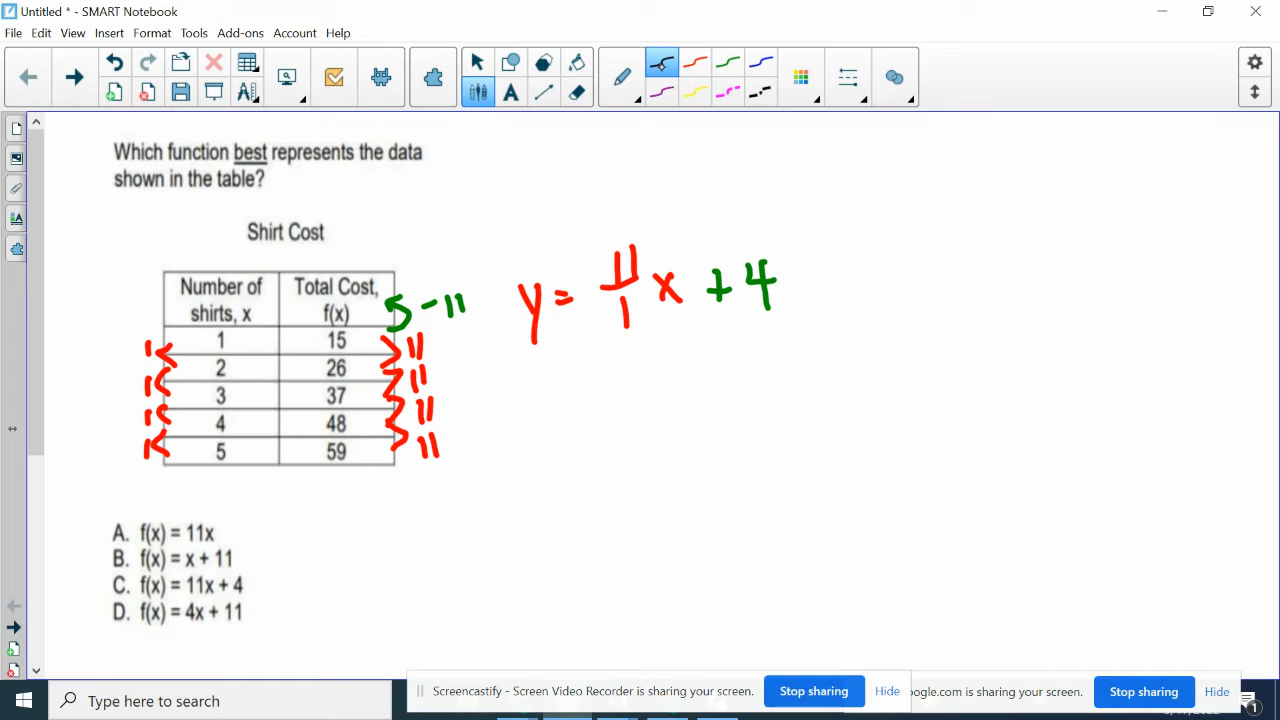 Untitled * - SMART Notebook
File Edit View Insert Format Tools Add-ons Account Help
Which function best represents the data
shown in the table?
Shirt Cost
Number of shirts, x Total Cost, f(x)
-11
1 15
2 26
3 37
4 48
5 59
1 11
1 11
1 11
1 11
y = 11/1 x + 4
A. f(x) = 11x
B. f(x) = x + 11
C. f(x) = 11x + 4
D. f(x) = 4x + 11
Screencastify - Screen Video Recorder is sharing your screen. Stop sharing Hide
oogle.com is sharing your screen. Stop sharing Hide
Type here to search
1